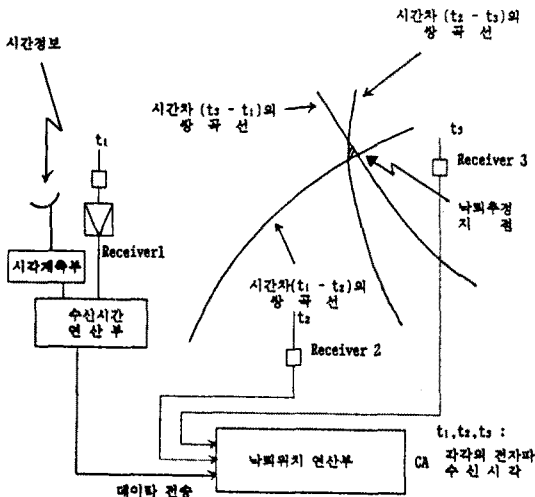 시간정보
t₁
Receiver1
시각계측부
수신시간
연 산 부
시간차 (t₂ - t₃)의
쌍 곡 선
시간차 (t₃ - t₁)의
쌍 곡 선
t₃
Receiver 3
낙뢰추정
지 점
시간차(t₁ - t₂)의
쌍 곡 선
t₂
Receiver 2
낙뢰위치 연산부
CA
t₁,t₂,t₃ :
각각의 전자파
수 신 시 각
데이타 전송